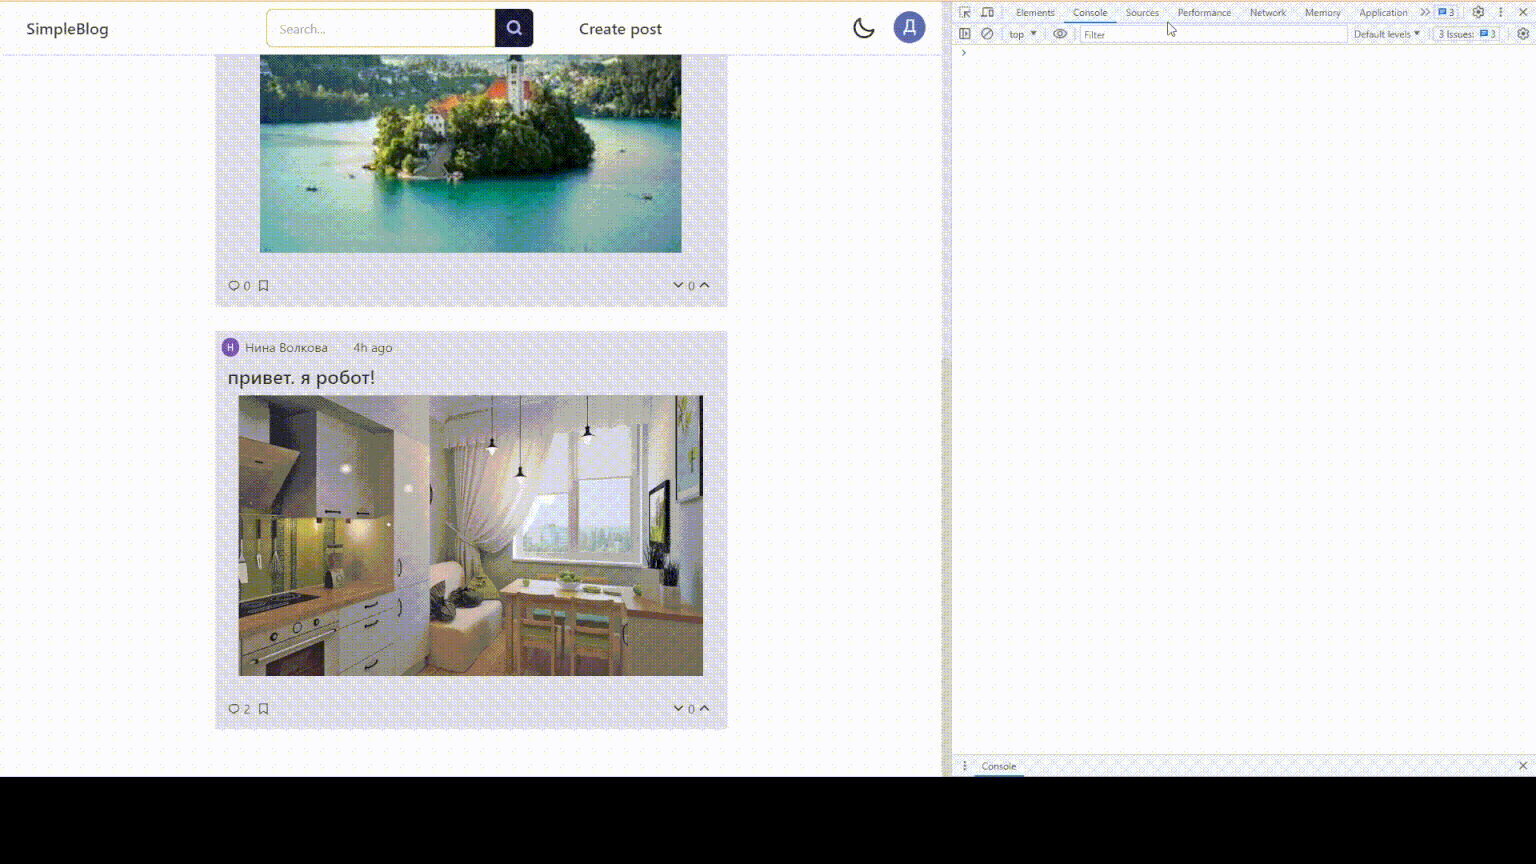 SimpleBlog
Search...
Create post
Д
0
0
Н Нина Волкова 4h ago
привет. я робот!
2
0
Elements Console Sources Performance Network Memory Application 3
top Filter Default levels 3 Issues: 3
Console